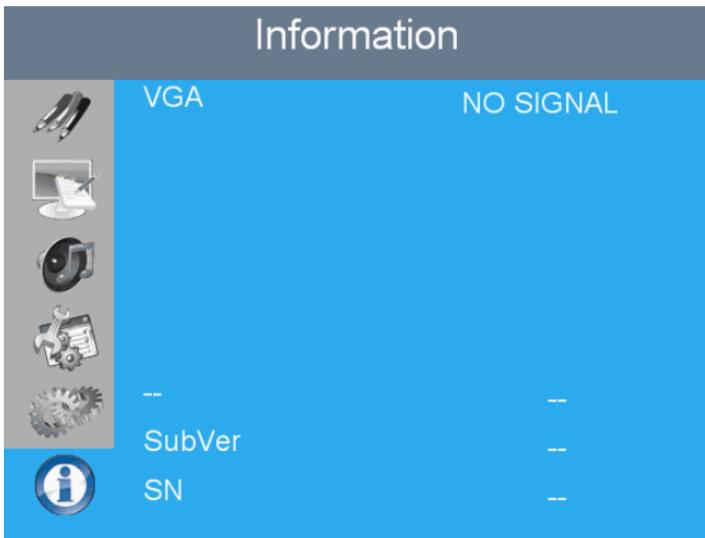 Information
VGA NO SIGNAL
-- --
SubVer --
SN --